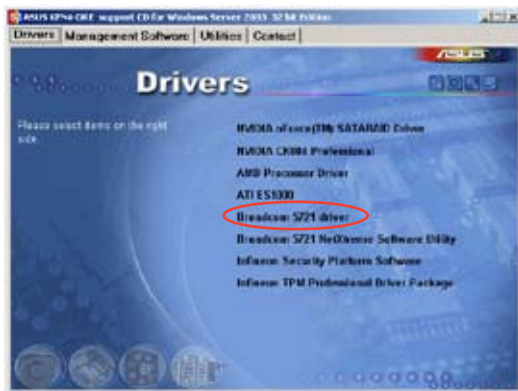 ASUS support CD for Windows Server 2003 32 bit Edition
Drivers Management Software Utilities Contact
Drivers
Please select items on the right
side.
NVIDIA nForce(TM) SATARAID Driver
NVIDIA CK804 Professional
AMD Processor Driver
ATI ES1000
Broadcom 5721 driver
Broadcom 5721 NetXtreme Software Utility
Infineon Security Platform Software
Infineon TPM Professional Driver Package